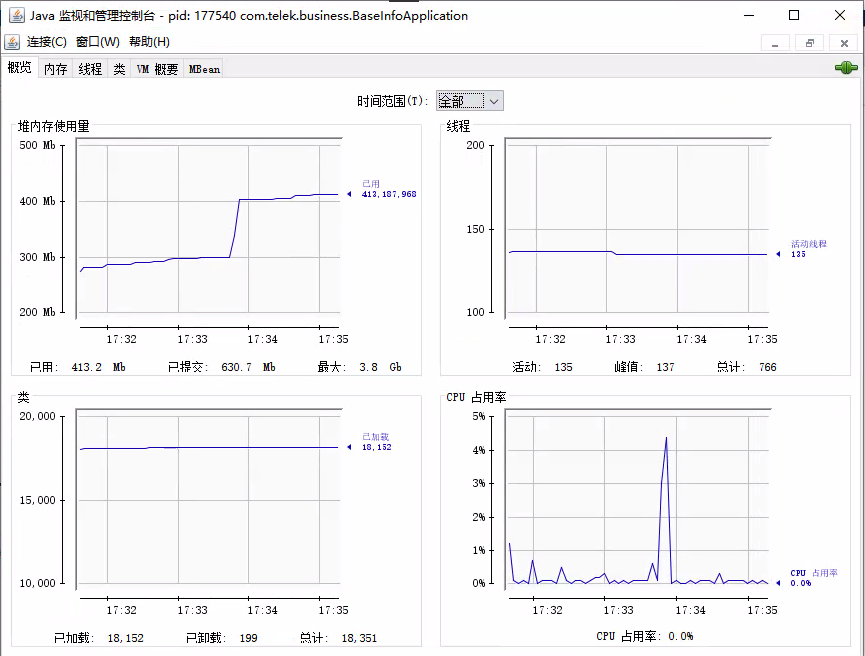 Java 监视和管理控制台 - pid: 177540 com.telek.business.BaseInfoApplication
连接(C) 窗口(W) 帮助(H)
概览 内存 线程 类 VM 概要 MBean
时间范围(T): 全部
堆内存使用量
500 Mb
400 Mb
300 Mb
200 Mb
已用
413,187,968
17:32 17:33 17:34 17:35
已用: 413.2 Mb 已提交: 630.7 Mb 最大: 3.8 Gb
线程
200
150
100
活动线程
135
17:32 17:33 17:34 17:35
活动: 135 峰值: 137 总计: 766
类
20,000
15,000
10,000
已加载
18,152
17:32 17:33 17:34 17:35
已加载: 18,152 已卸载: 199 总计: 18,351
CPU 占用率
5%
4%
3%
2%
1%
0%
CPU 占用率
0.0%
17:32 17:33 17:34 17:35
CPU 占用率: 0.0%